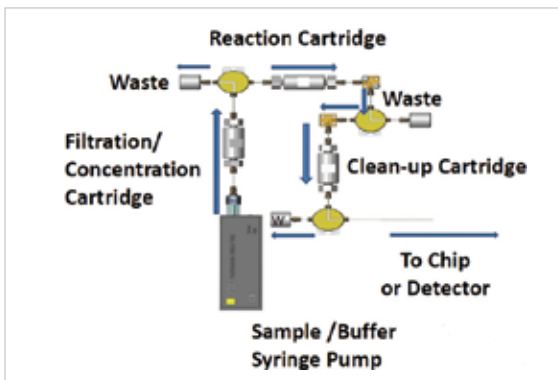 Reaction Cartridge
Waste
Waste
Filtration/
Concentration
Cartridge
Clean-up Cartridge
W
To Chip
or Detector
Sample /Buffer
Syringe Pump